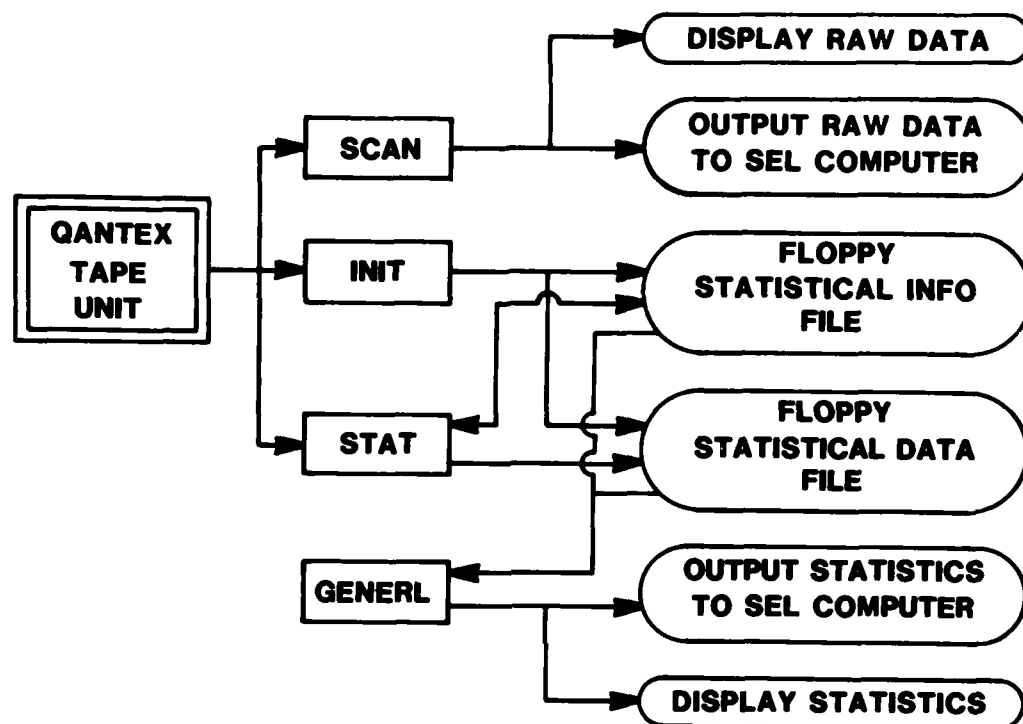 DISPLAY RAW DATA
OUTPUT RAW DATA
TO SEL COMPUTER
SCAN
QANTEX
TAPE
UNIT
INIT
FLOPPY
STATISTICAL INFO
FILE
STAT
FLOPPY
STATISTICAL DATA
FILE
GENERL
OUTPUT STATISTICS
TO SEL COMPUTER
DISPLAY STATISTICS